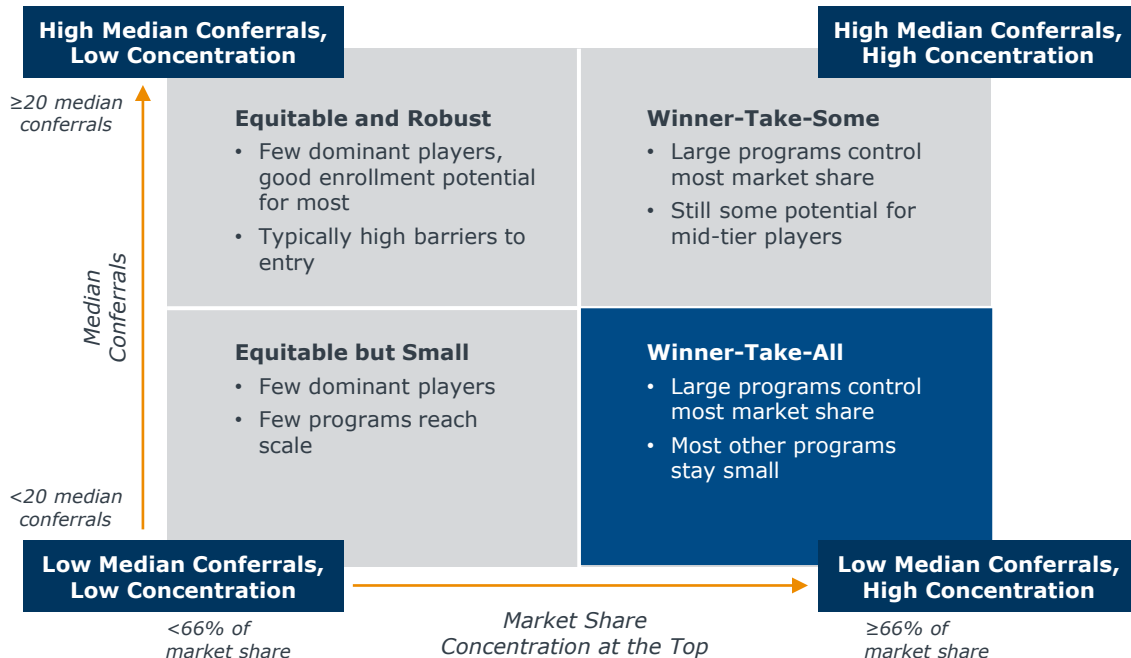 High Median Conferrals,
Low Concentration
High Median Conferrals,
High Concentration
≥20 median
conferrals
Equitable and Robust
• Few dominant players,
good enrollment potential
for most
• Typically high barriers to
entry
Winner-Take-Some
• Large programs control
most market share
• Still some potential for
mid-tier players
Median
Conferrals
Equitable but Small
• Few dominant players
• Few programs reach
scale
Winner-Take-All
• Large programs control
most market share
• Most other programs
stay small
<20 median
conferrals
Low Median Conferrals,
Low Concentration
Low Median Conferrals,
High Concentration
<66% of
market share
Market Share
Concentration at the Top
≥66% of
market share